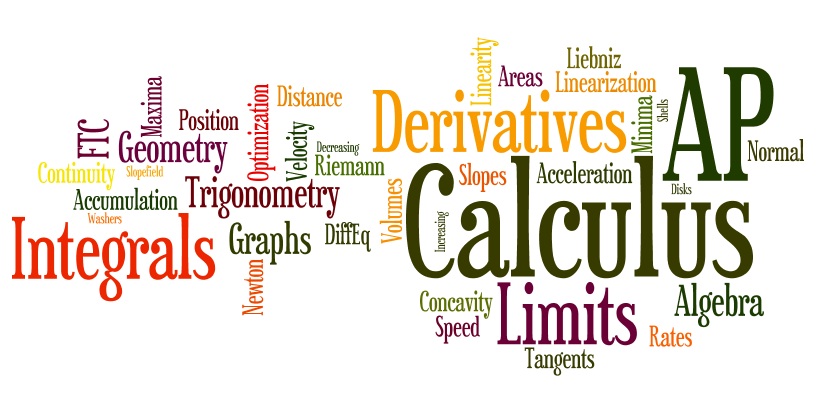 Linearity
Areas
Liebniz
Linearization
AP
Maxima
Position
Optimization
Distance
Derivatives
Minima
Shells
FTC
Geometry
Velocity
Decreasing
Riemann
Normal
Continuity
Slopefield
Accumulation
Trigonometry
Volumes
Slopes
Acceleration
Disks
Washers
Integrals
Graphs
DiffEq
Increasing
Calculus
Newton
Concavity
Speed
Limits
Algebra
Rates
Tangents